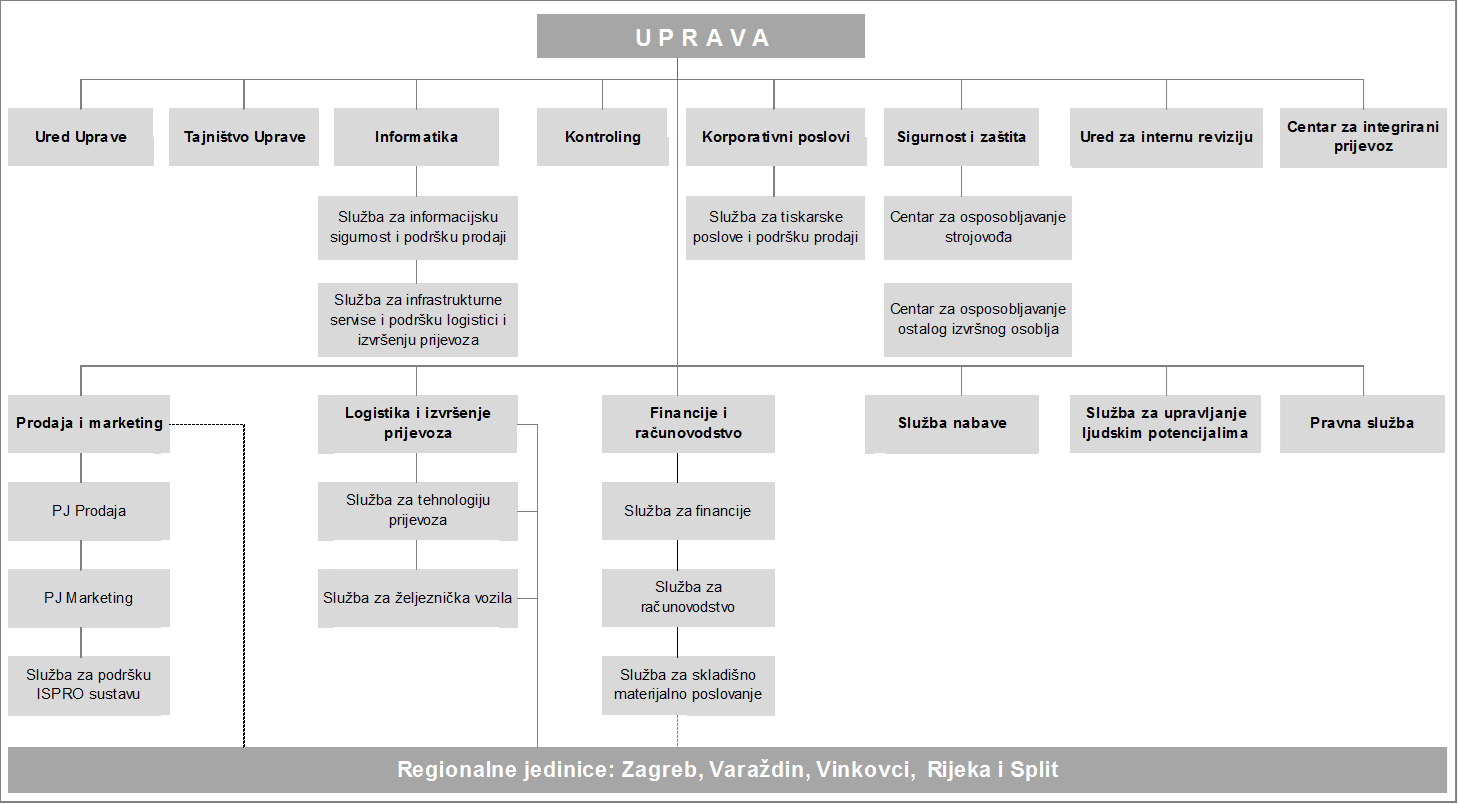 UPRAVA
Ured Uprave
Tajništvo Uprave
Informatika
Kontroling
Korporativni poslovi
Sigurnost i zaštita
Ured za internu reviziju
Centar za integrirani
prijevoz
Služba za informacijsku
sigurnost i podršku prodaji
Služba za tiskarske
poslove i podršku prodaji
Centar za osposobljavanje
strojovođa
Služba za infrastrukturne
servise i podršku logistici i
izvršenju prijevoza
Centar za osposobljavanje
ostalog izvršnog osoblja
Prodaja i marketing
Logistika i izvršenje
prijevoza
Financije i
računovodstvo
Služba nabave
Služba za upravljanje
ljudskim potencijalima
Pravna služba
PJ Prodaja
Služba za tehnologiju
prijevoza
Služba za financije
PJ Marketing
Služba za željeznička vozila
Služba za
računovodstvo
Služba za podršku
ISPRO sustavu
Služba za skladišno
materijalno poslovanje
Regionalne jedinice: Zagreb, Varaždin, Vinkovci, Rijeka i Split